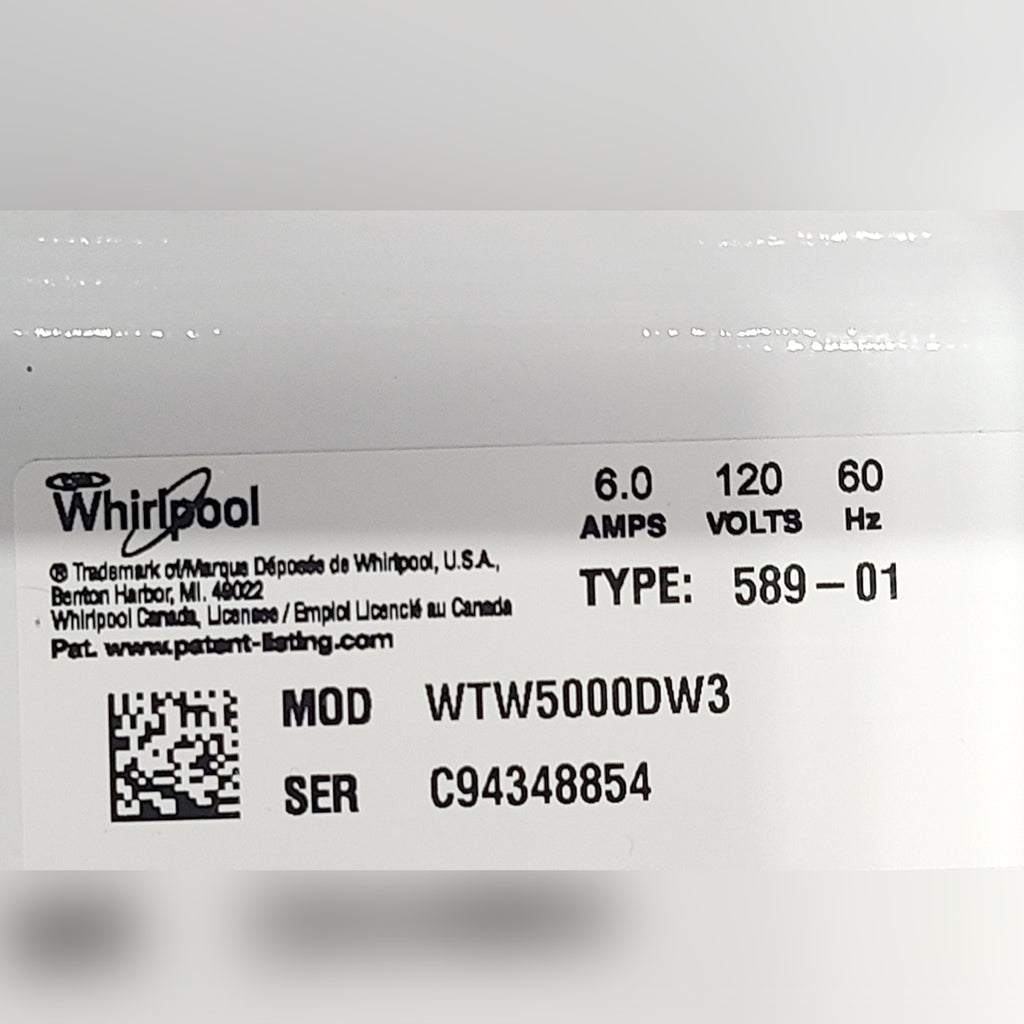 Whirlpool
6.0 120 60
AMPS VOLTS Hz
® Trademark of/Marque Déposée de Whirlpool, U.S.A.,
Benton Harbor, MI. 49022
Whirlpool Canada, Licensee / Emploi Licencié au Canada
Pat. www.patent-listing.com
TYPE: 589-01
MOD WTW5000DW3
SER C94348854